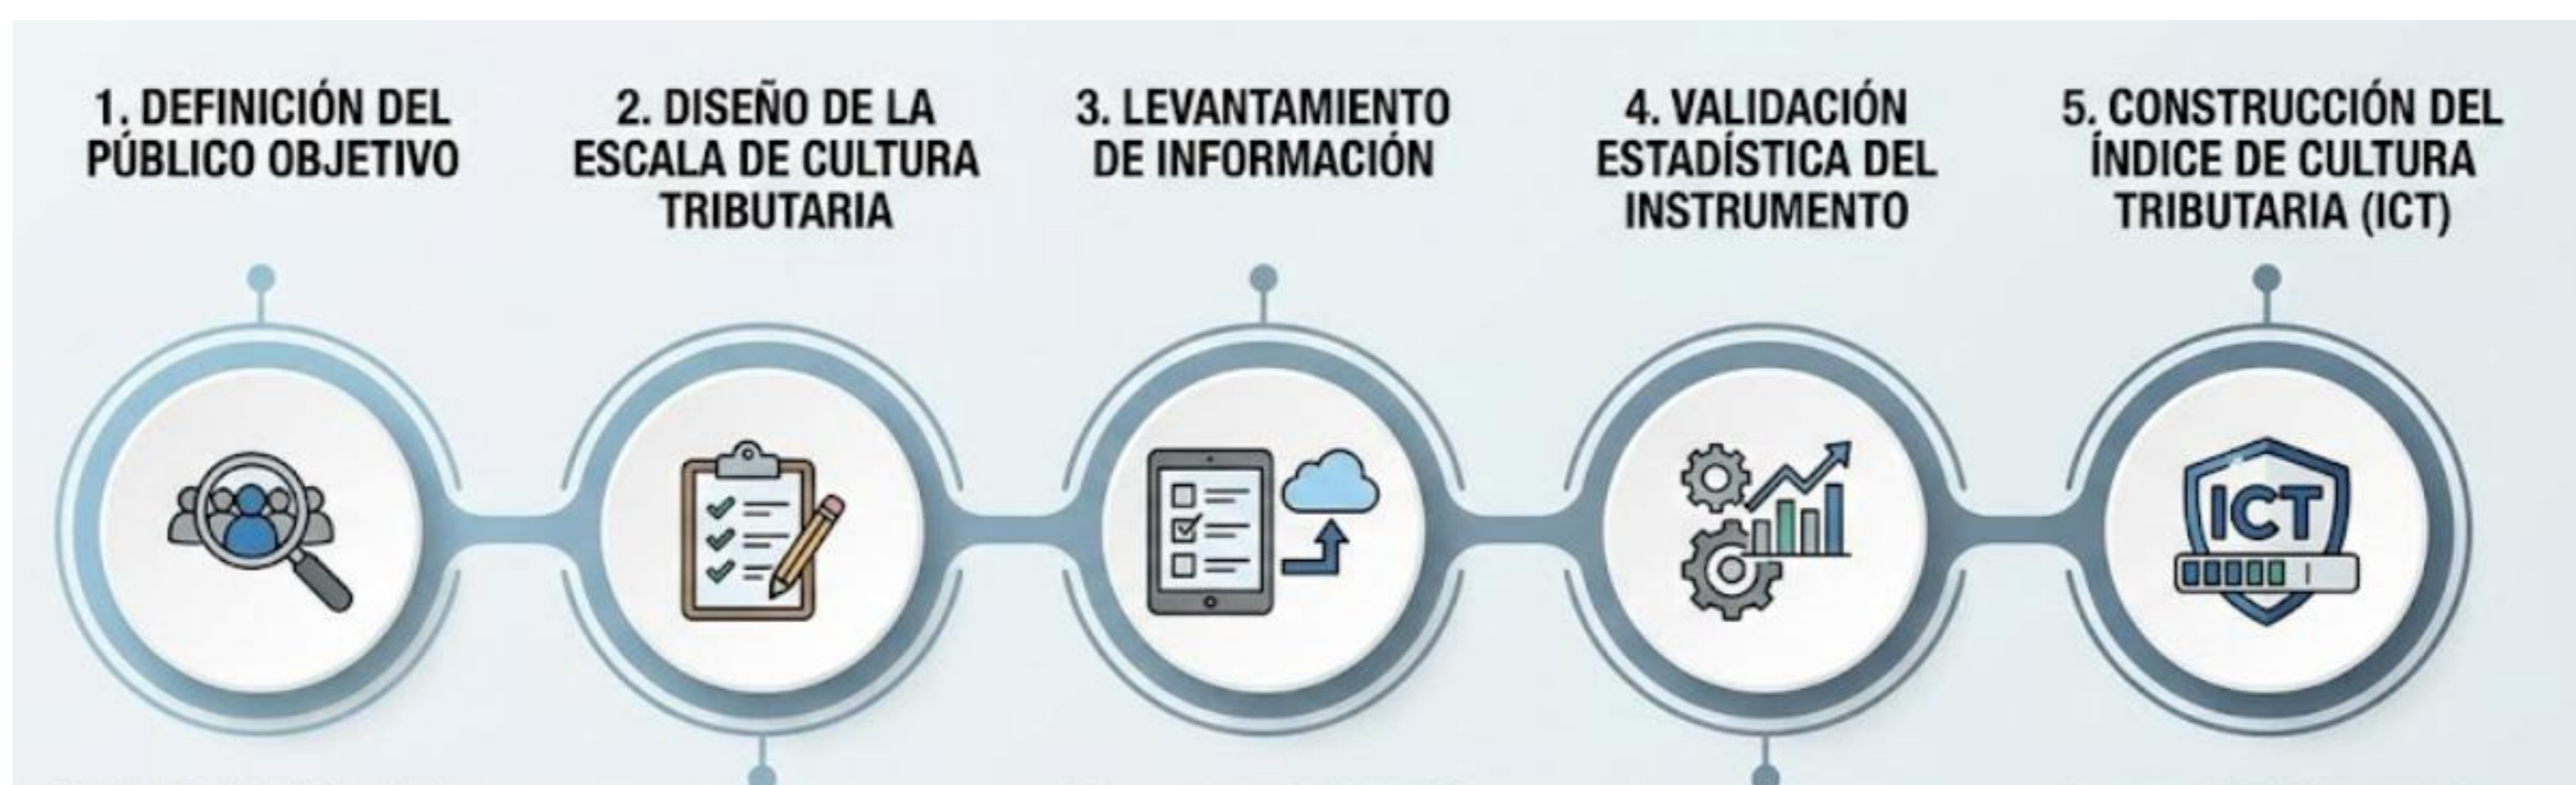 1. DEFINICIÓN DEL
PÚBLICO OBJETIVO
2. DISEÑO DE LA
ESCALA DE CULTURA
TRIBUTARIA
3. LEVANTAMIENTO
DE INFORMACIÓN
4. VALIDACIÓN
ESTADÍSTICA DEL
INSTRUMENTO
5. CONSTRUCCIÓN DEL
ÍNDICE DE CULTURA
TRIBUTARIA (ICT)
ICT